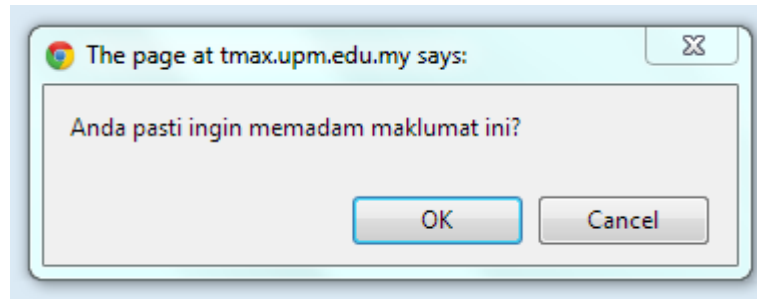 The page at tmax.upm.edu.my says:
Anda pasti ingin memadam maklumat ini?
OK
Cancel